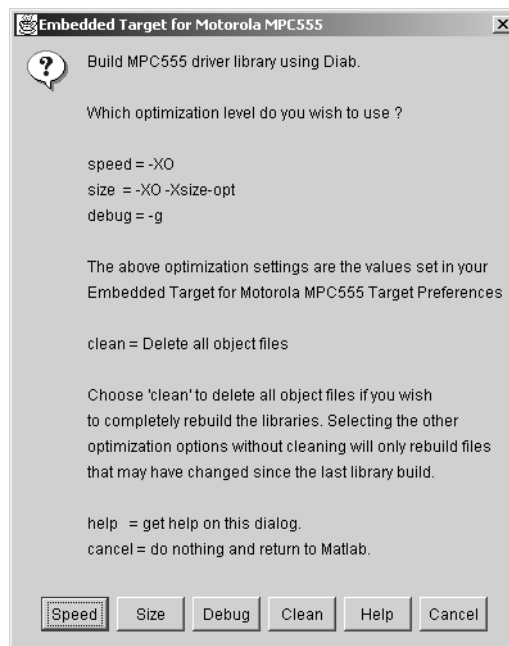 Embedded Target for Motorola MPC555
Build MPC555 driver library using Diab.
Which optimization level do you wish to use ?
speed = -XO
size = -XO -Xsize-opt
debug = -g
The above optimization settings are the values set in your
Embedded Target for Motorola MPC555 Target Preferences
clean = Delete all object files
Choose 'clean' to delete all object files if you wish
to completely rebuild the libraries. Selecting the other
optimization options without cleaning will only rebuild files
that may have changed since the last library build.
help = get help on this dialog.
cancel = do nothing and return to Matlab.
Speed Size Debug Clean Help Cancel